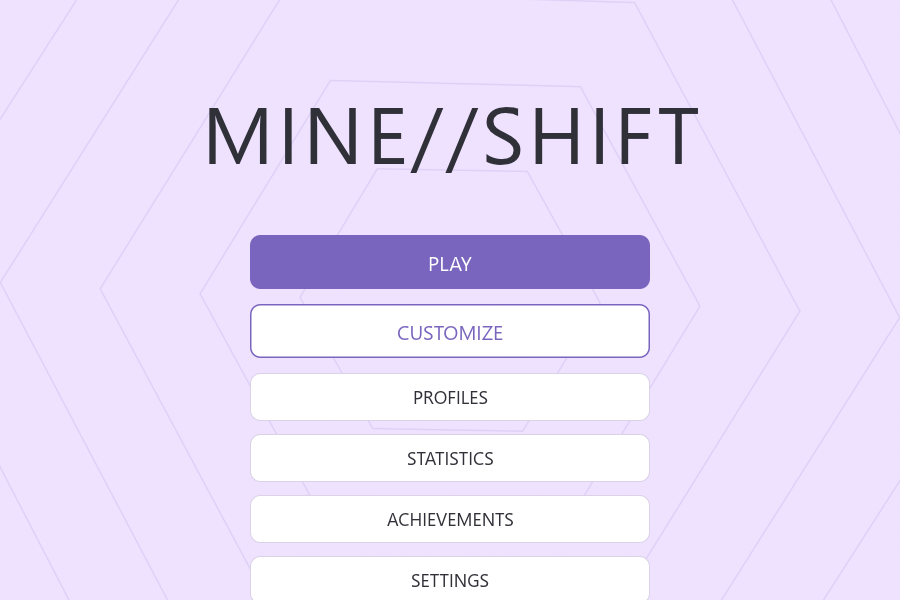 MINE//SHIFT
PLAY
CUSTOMIZE
PROFILES
STATISTICS
ACHIEVEMENTS
SETTINGS